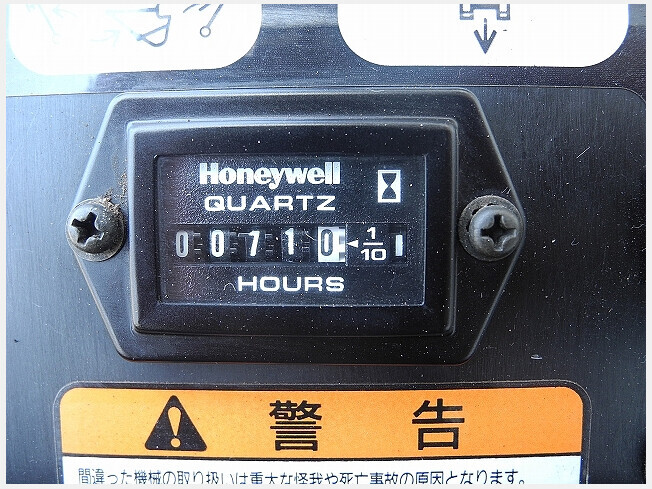 Honeywell
QUARTZ
0 0 7 1 0 ◄ 1/10
HOURS
警告
間違った機械の取り扱いは重大な怪我や死亡事故の原因となります。